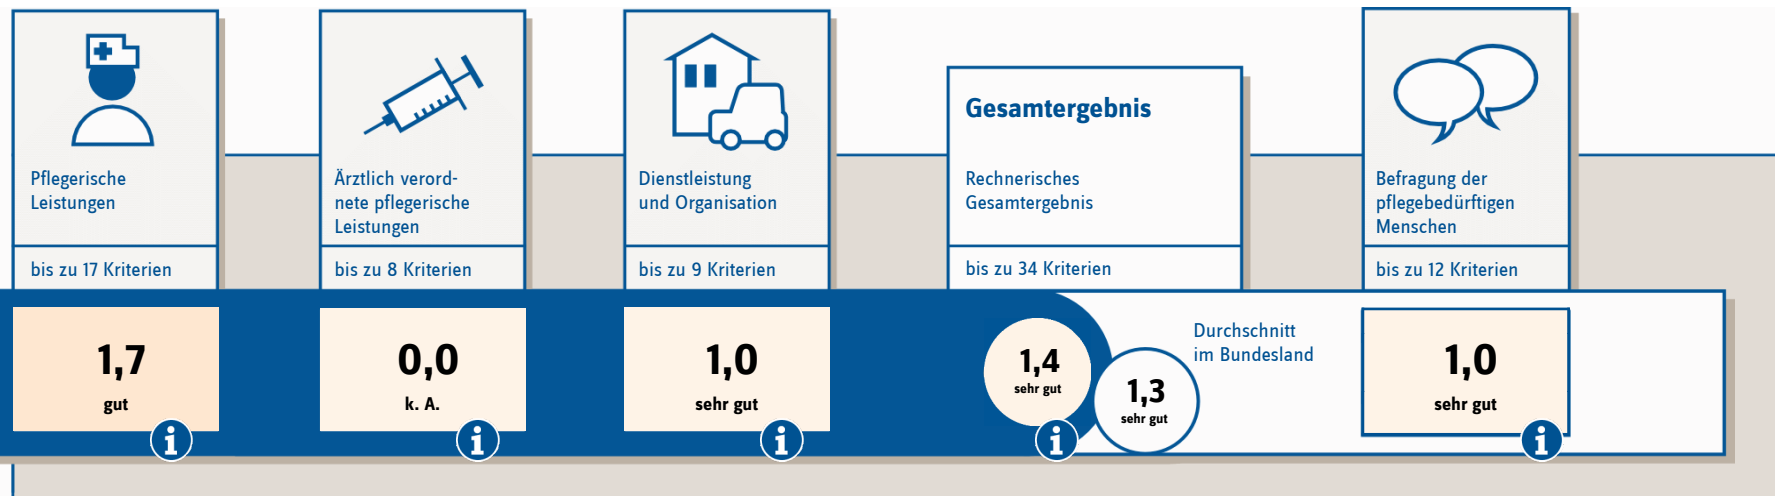 Pflegerische
Leistungen
bis zu 17 Kriterien
1,7
gut
i
Ärztlich verord-
nete pflegerische
Leistungen
bis zu 8 Kriterien
0,0
k. A.
i
Dienstleistung
und Organisation
bis zu 9 Kriterien
1,0
sehr gut
i
Gesamtergebnis
Rechnerisches
Gesamtergebnis
bis zu 34 Kriterien
1,4
sehr gut
i
Durchschnitt
im Bundesland
1,3
sehr gut
Befragung der
pflegebedürftigen
Menschen
bis zu 12 Kriterien
1,0
sehr gut
i